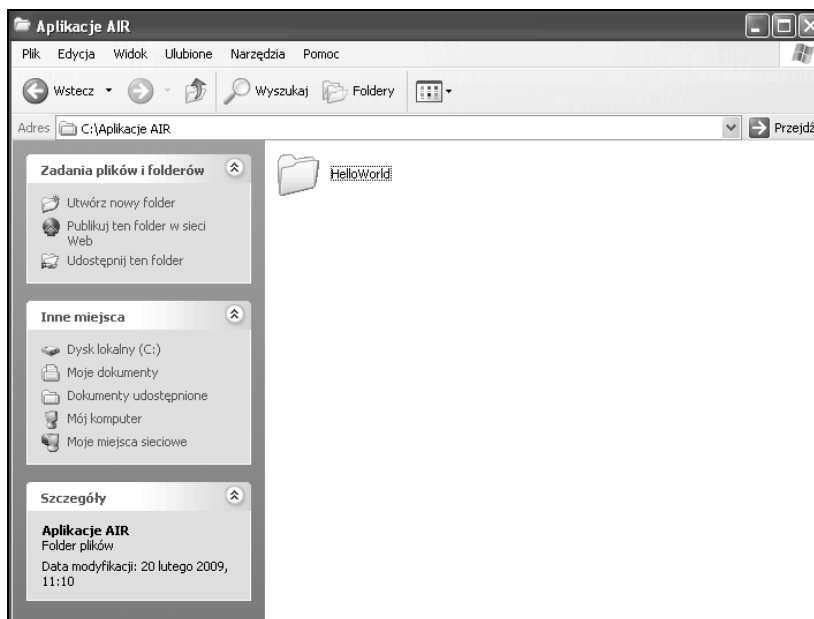 Aplikacje AIR
Plik Edycja Widok Ulubione Narzędzia Pomoc
Wstecz Wyszukaj Foldery
Adres C:\Aplikacje AIR Przejdź
Zadania plików i folderów
HelloWorld
Utwórz nowy folder
Publikuj ten folder w sieci
Web
Udostępnij ten folder
Inne miejsca
Dysk lokalny (C:)
Moje dokumenty
Dokumenty udostępnione
Mój komputer
Moje miejsca sieciowe
Szczegóły
Aplikacje AIR
Folder plików
Data modyfikacji: 20 lutego 2009,
11:10